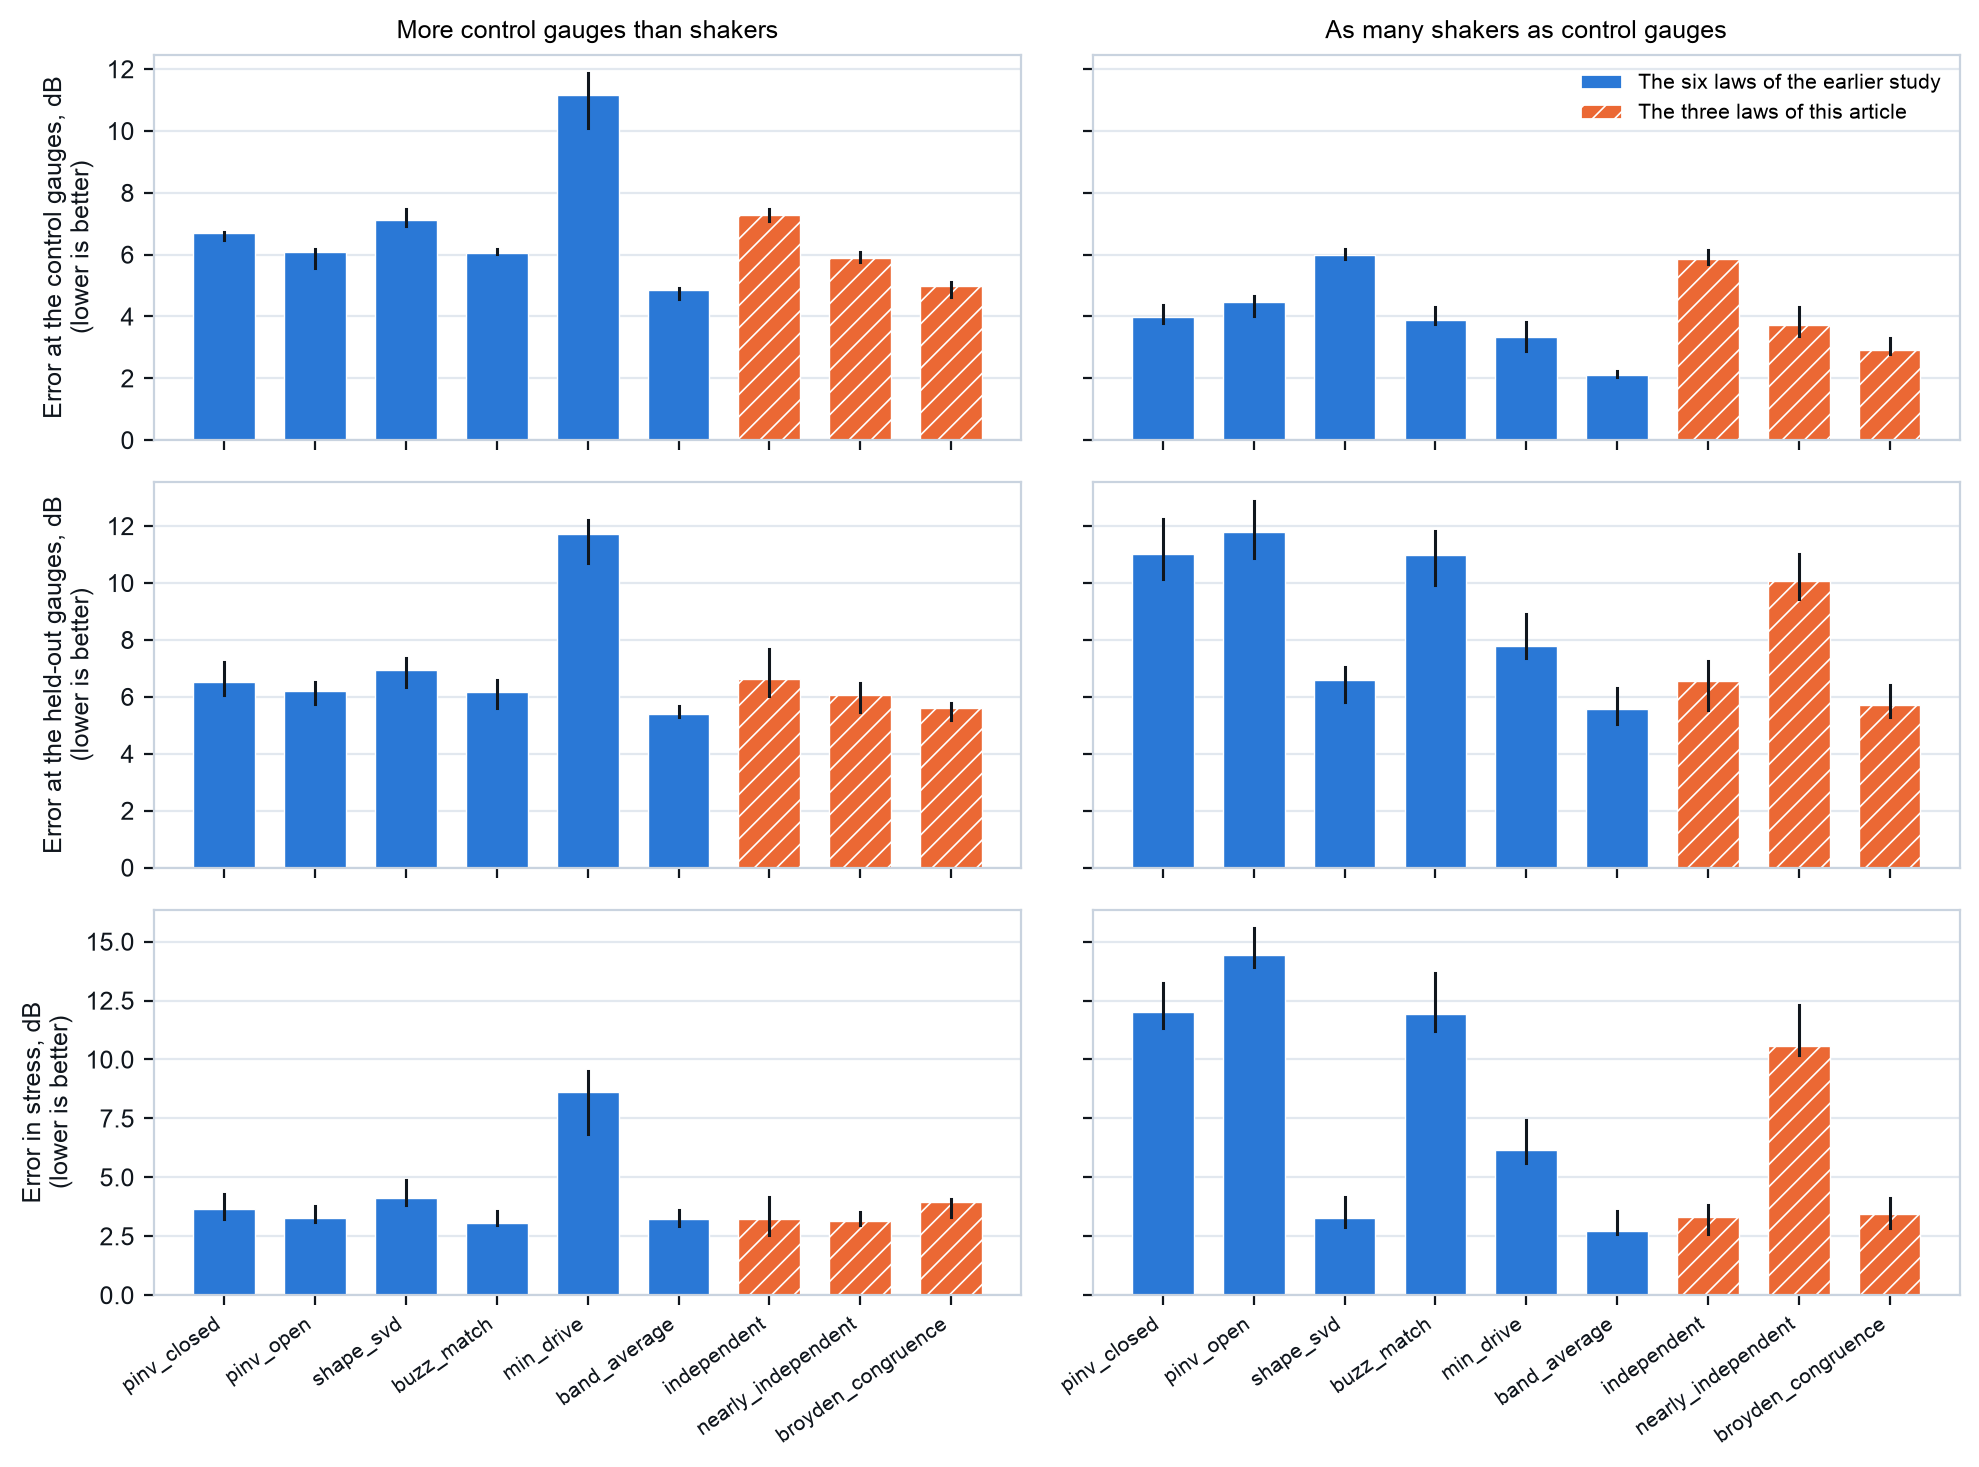 More control gauges than shakers
As many shakers as control gauges
The six laws of the earlier study
The three laws of this article
Error at the control gauges, dB
(lower is better)
12
10
8
6
4
2
0
Error at the held-out gauges, dB
(lower is better)
12
10
8
6
4
2
0
Error in stress, dB
(lower is better)
15.0
12.5
10.0
7.5
5.0
2.5
0.0
pinv_closed
pinv_open
shape_svd
buzz_match
min_drive
band_average
independent
nearly_independent
broyden_congruence
pinv_closed
pinv_open
shape_svd
buzz_match
min_drive
band_average
independent
nearly_independent
broyden_congruence